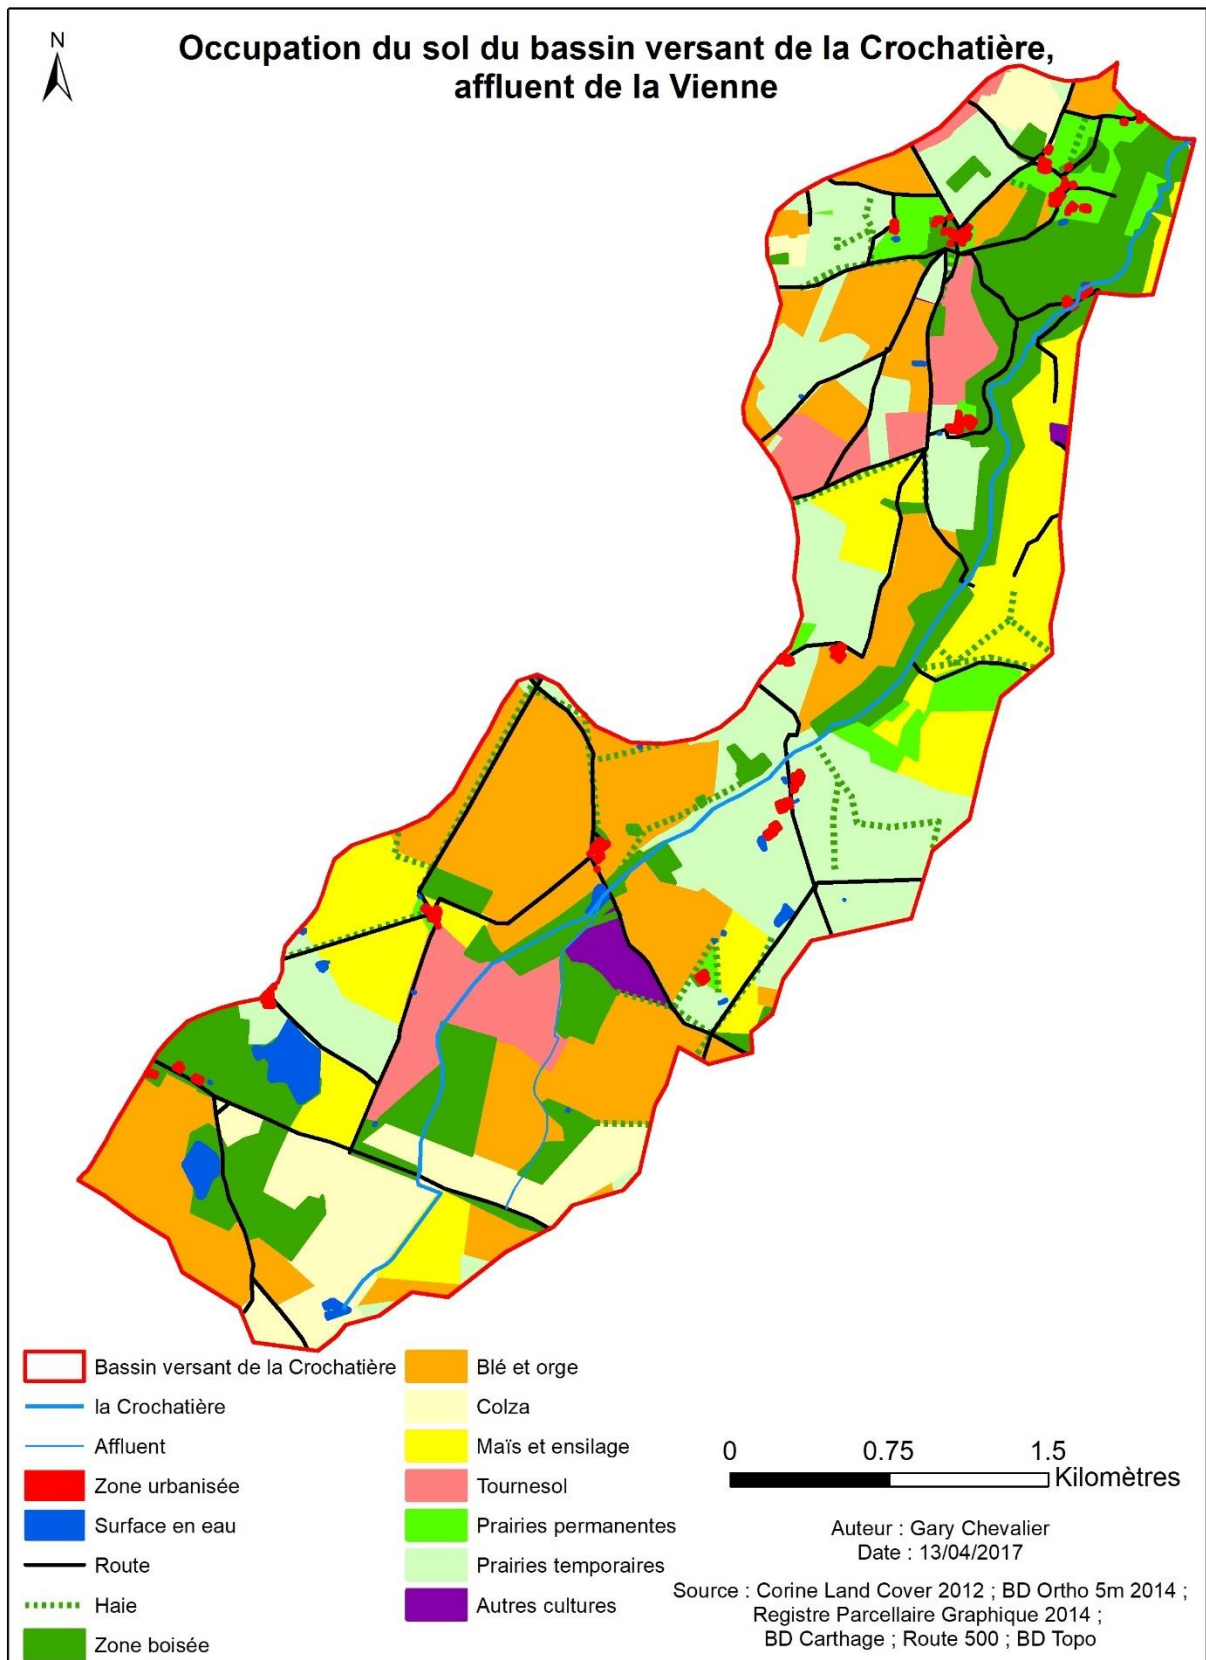 N
Occupation du sol du bassin versant de la Crochatière,
affluent de la Vienne
Bassin versant de la Crochatière
la Crochatière
Affluent
Zone urbanisée
Surface en eau
Route
Haie
Zone boisée
Blé et orge
Colza
Maïs et ensilage
Tournesol
Prairies permanentes
Prairies temporaires
Autres cultures
0 0.75 1.5
Kilomètres
Auteur : Gary Chevalier
Date : 13/04/2017
Source : Corine Land Cover 2012 ; BD Ortho 5m 2014 ;
Registre Parcellaire Graphique 2014 ;
BD Carthage ; Route 500 ; BD Topo